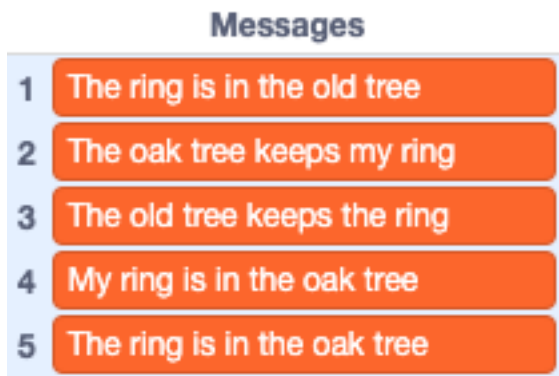 Messages
1 The ring is in the old tree
2 The oak tree keeps my ring
3 The old tree keeps the ring
4 My ring is in the oak tree
5 The ring is in the oak tree